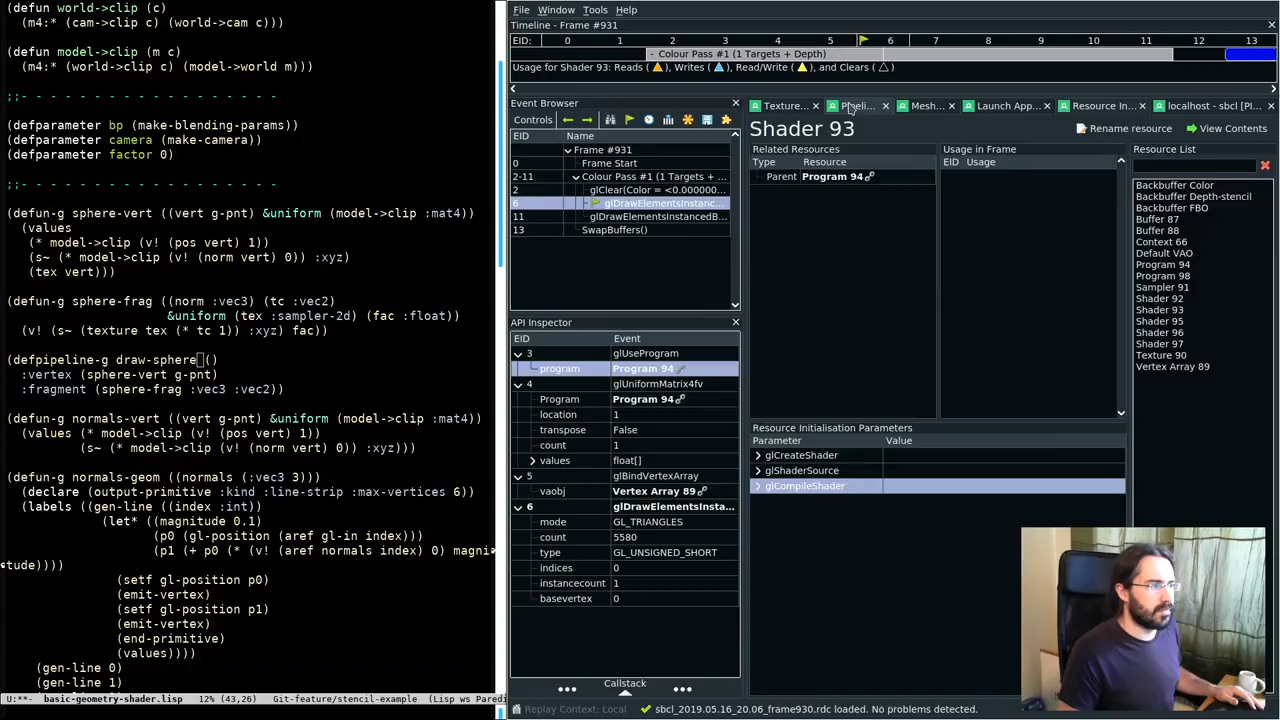 (defun world->clip (c)
(m4:* (cam->clip c) (world->cam c)))
(defun model->clip (m c)
(m4:* (world->clip c) (model->world m)))
;;- - - - - - - - - - - - - - - - - -
(defparameter bp (make-blending-params))
(defparameter camera (make-camera))
(defparameter factor 0)
;;- - - - - - - - - - - - - - - - - -
(defun-g sphere-vert ((vert g-pnt) &uniform (model->clip :mat4))
(values
(* model->clip (v! (pos vert) 1))
(s~ (* model->clip (v! (norm vert) 0)) :xyz)
(tex vert)))
(defun-g sphere-frag ((norm :vec3) (tc :vec2)
&uniform (tex :sampler-2d) (fac :float))
(v! (s~ (texture tex (* tc 1)) :xyz) fac))
(defpipeline-g draw-sphere ()
:vertex (sphere-vert g-pnt)
:fragment (sphere-frag :vec3 :vec2))
(defun-g normals-vert ((vert g-pnt) &uniform (model->clip :mat4))
(values (* model->clip (v! (pos vert) 1))
(s~ (* model->clip (v! (norm vert) 0)) :xyz)))
(defun-g normals-geom ((normals (:vec3 3)))
(declare (output-primitive :kind :line-strip :max-vertices 6))
(labels ((gen-line ((index :int))
(let* ((magnitude 0.1)
(p0 (gl-position (aref gl-in index)))
(p1 (+ p0 (* (v! (aref normals index) 0) magni
tude))))
(setf gl-position p0)
(emit-vertex)
(setf gl-position p1)
(emit-vertex)
(end-primitive)
(values))))
(gen-line 0)
(gen-line 1)
U:**- basic-geometry-shader.lisp 12% (43,26) Git-feature/stencil-example (Lisp ws Paredi
File Window Tools Help
Timeline - Frame #931
EID: 0 1 2 3 4 5 6 7 8 9 10 11 12 13
- Colour Pass #1 (1 Targets + Depth)
Usage for Shader 93: Reads ( ), Writes ( ), Read/Write ( ), and Clears ( )
Event Browser
Controls
EID Name
Frame #931
0 Frame Start
2-11 Colour Pass #1 (1 Targets + ...
2 glClear(Color = <0.000000...
6 glDrawElementsInstanc...
11 glDrawElementsInstancedB...
13 SwapBuffers()
API Inspector
EID Event
3 glUseProgram
program Program 94
4 glUniformMatrix4fv
Program Program 94
location 1
transpose False
count 1
values float[]
5 glBindVertexArray
vaobj Vertex Array 89
6 glDrawElementsInsta...
mode GL_TRIANGLES
count 5580
type GL_UNSIGNED_SHORT
indices 0
instancecount 1
basevertex 0
Callstack
Texture... Pipeli... Mesh... Launch App... Resource In... localhost - sbcl [PI...
Shader 93
Rename resource View Contents
Related Resources
Type Resource
Parent Program 94
Usage in Frame
EID Usage
Resource List
Backbuffer Color
Backbuffer Depth-stencil
Backbuffer FBO
Buffer 87
Buffer 88
Context 66
Default VAO
Program 94
Program 98
Sampler 91
Shader 92
Shader 93
Shader 95
Shader 96
Shader 97
Texture 90
Vertex Array 89
Resource Initialisation Parameters
Parameter Value
glCreateShader
glShaderSource
glCompileShader
Replay Context: Local sbcl_2019.05.16_20.06_frame930.rdc loaded. No problems detected.